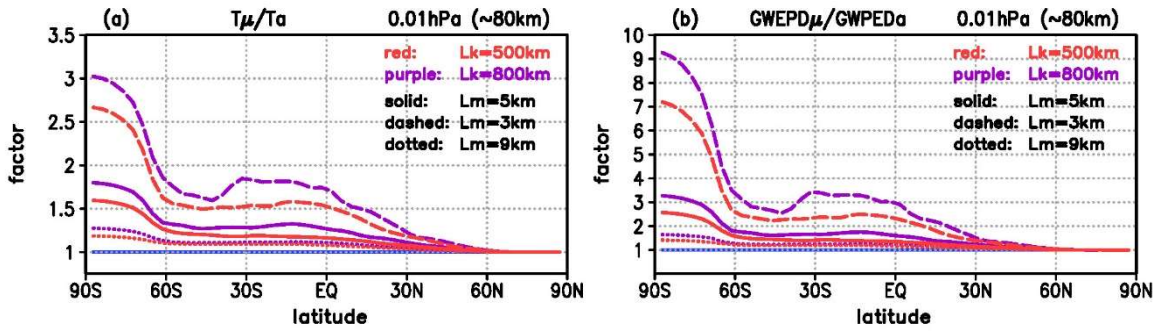 (a) Tμ/Ta 0.01hPa (~80km)
3.5
3
2.5
2
1.5
1
factor
red: Lk=500km
purple: Lk=800km
solid: Lm=5km
dashed: Lm=3km
dotted: Lm=9km
90S 60S 30S EQ 30N 60N 90N
latitude
(b) GWEPDμ/GWPEDa 0.01hPa (~80km)
10
9
8
7
6
5
4
3
2
1
factor
red: Lk=500km
purple: Lk=800km
solid: Lm=5km
dashed: Lm=3km
dotted: Lm=9km
90S 60S 30S EQ 30N 60N 90N
latitude